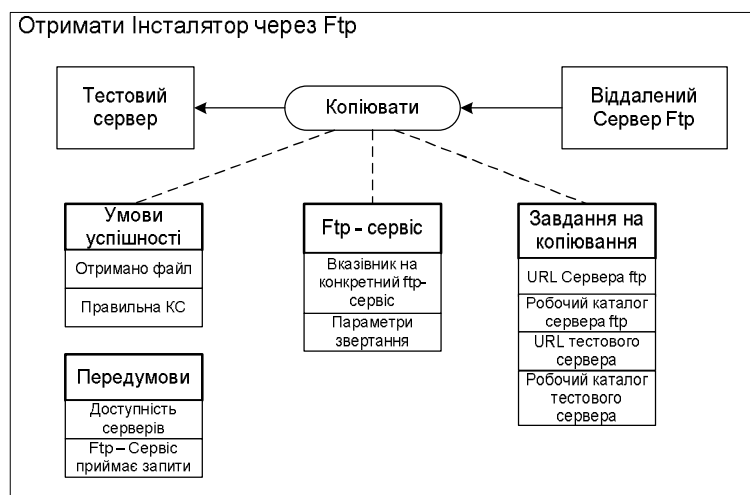 Отримати Інсталятор через Ftp
Тестовий
сервер
Копіювати
Віддалений
Сервер Ftp
Умови
успішності
Отримано файл
Правильна КС
Ftp – сервіс
Вказівник на
конкретний ftp-
сервіс
Параметри
звертання
Завдання на
копіювання
URL Сервера ftp
Робочий каталог
сервера ftp
URL тестового
сервера
Робочий каталог
тестового
сервера
Передумови
Доступність
серверів
Ftp – Сервіс
приймає запити